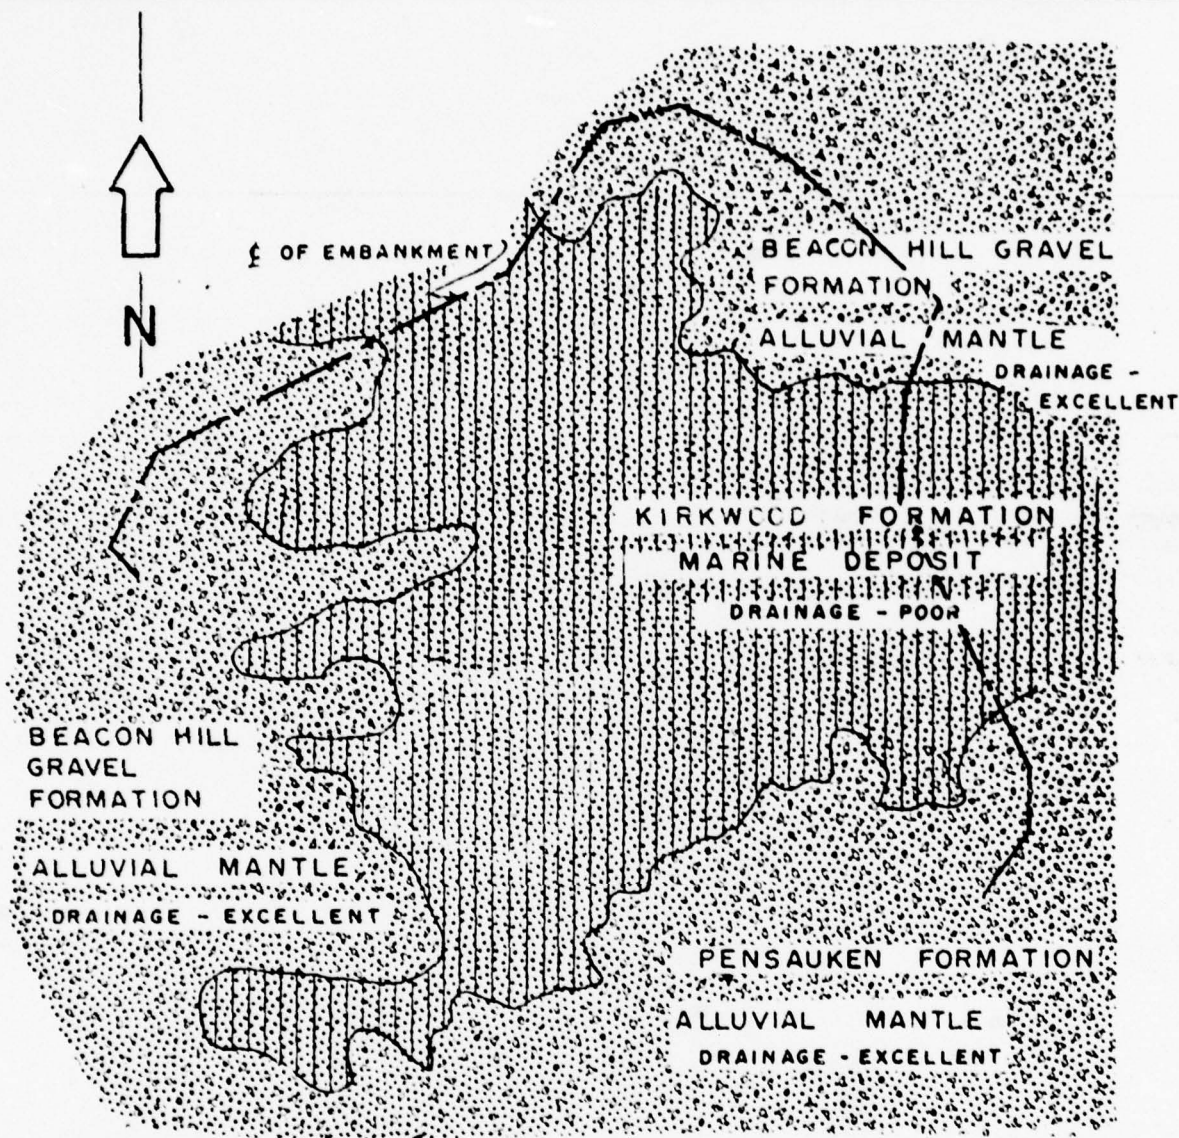 N
℄ OF EMBANKMENT
BEACON HILL GRAVEL
FORMATION
ALLUVIAL MANTLE
DRAINAGE -
EXCELLENT
KIRKWOOD FORMATION
MARINE DEPOSIT
DRAINAGE - POOR
BEACON HILL
GRAVEL
FORMATION
ALLUVIAL MANTLE
DRAINAGE - EXCELLENT
PENSAUKEN FORMATION
ALLUVIAL MANTLE
DRAINAGE - EXCELLENT